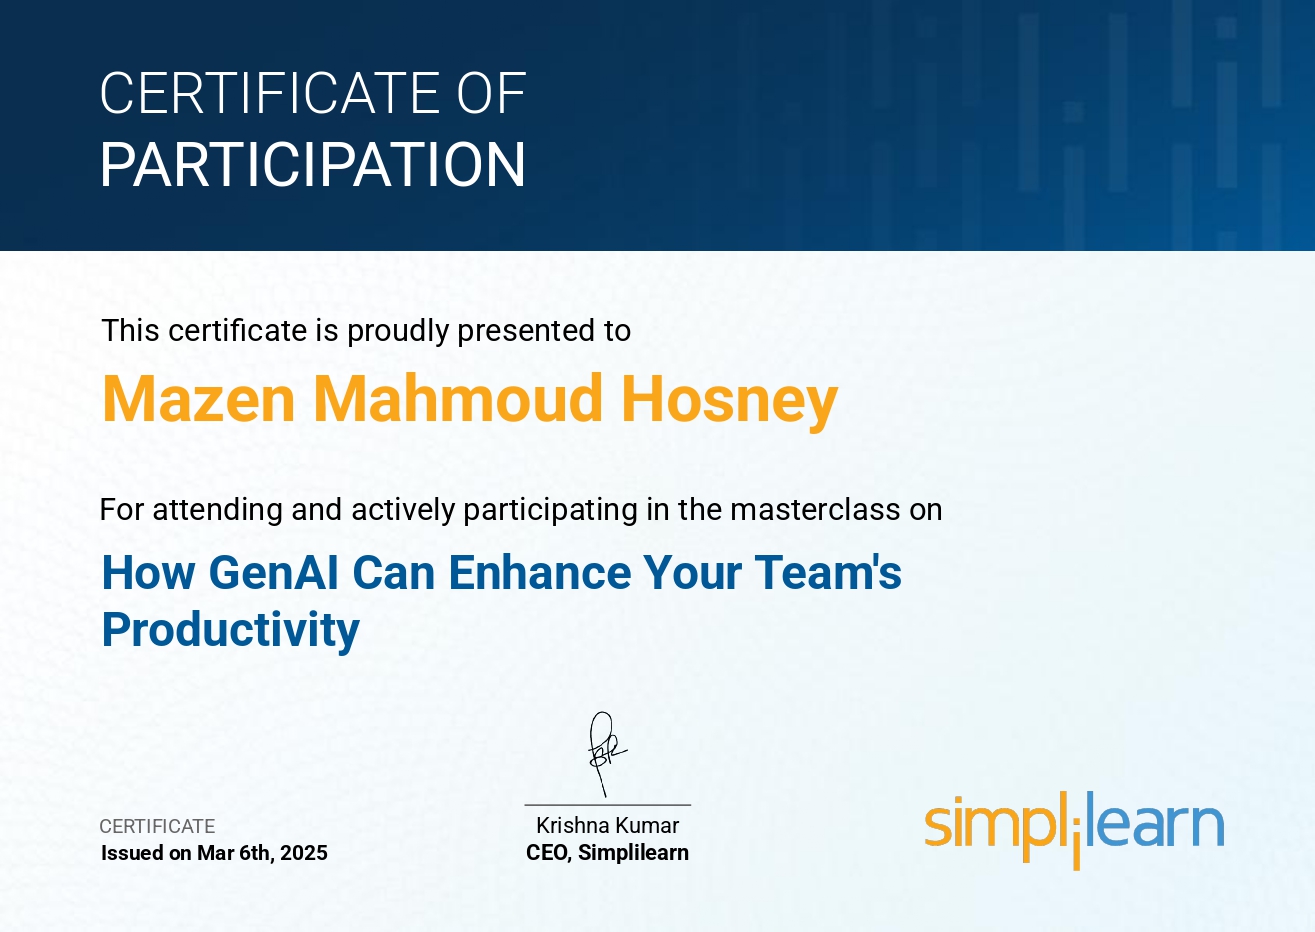 CERTIFICATE OF
PARTICIPATION
This certificate is proudly presented to
Mazen Mahmoud Hosney
For attending and actively participating in the masterclass on
How GenAI Can Enhance Your Team's
Productivity
CERTIFICATE
Issued on Mar 6th, 2025
Krishna Kumar
CEO, Simplilearn
simplilearn